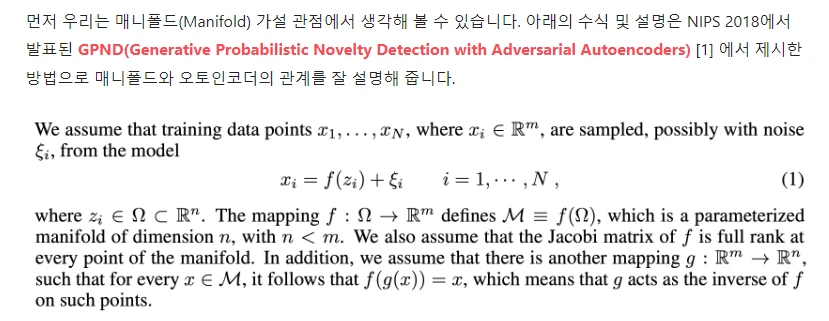 먼저 우리는 매니폴드(Manifold) 가설 관점에서 생각해 볼 수 있습니다. 아래의 수식 및 설명은 NIPS 2018에서
발표된 GPND(Generative Probabilistic Novelty Detection with Adversarial Autoencoders) [1] 에서 제시한
방법으로 매니폴드와 오토인코더의 관계를 잘 설명해 줍니다.
We assume that training data points x₁, . . . , x_N, where xᵢ ∈ ℝᵐ, are sampled, possibly with noise
ξᵢ, from the model
xᵢ = f(zᵢ) + ξᵢ i = 1, · · · , N , (1)
where zᵢ ∈ Ω ⊂ ℝⁿ. The mapping f : Ω → ℝᵐ defines ℳ ≡ f(Ω), which is a parameterized
manifold of dimension n, with n < m. We also assume that the Jacobi matrix of f is full rank at
every point of the manifold. In addition, we assume that there is another mapping g : ℝᵐ → ℝⁿ,
such that for every x ∈ ℳ, it follows that f(g(x)) = x, which means that g acts as the inverse of f
on such points.